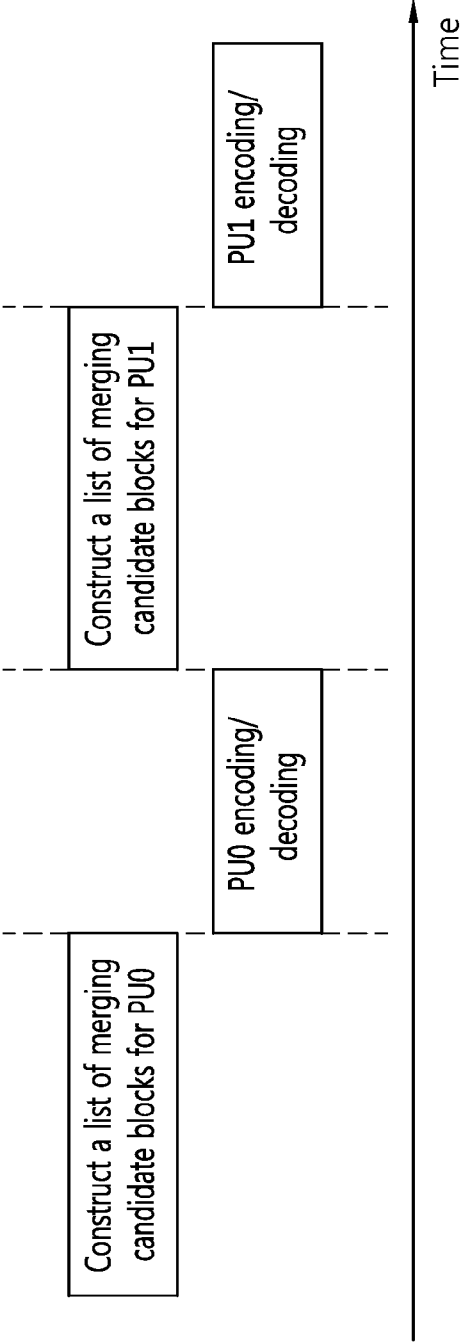 Construct a list of merging
candidate blocks for PU0
PU0 encoding/
decoding
Construct a list of merging
candidate blocks for PU1
PU1 encoding/
decoding
Time